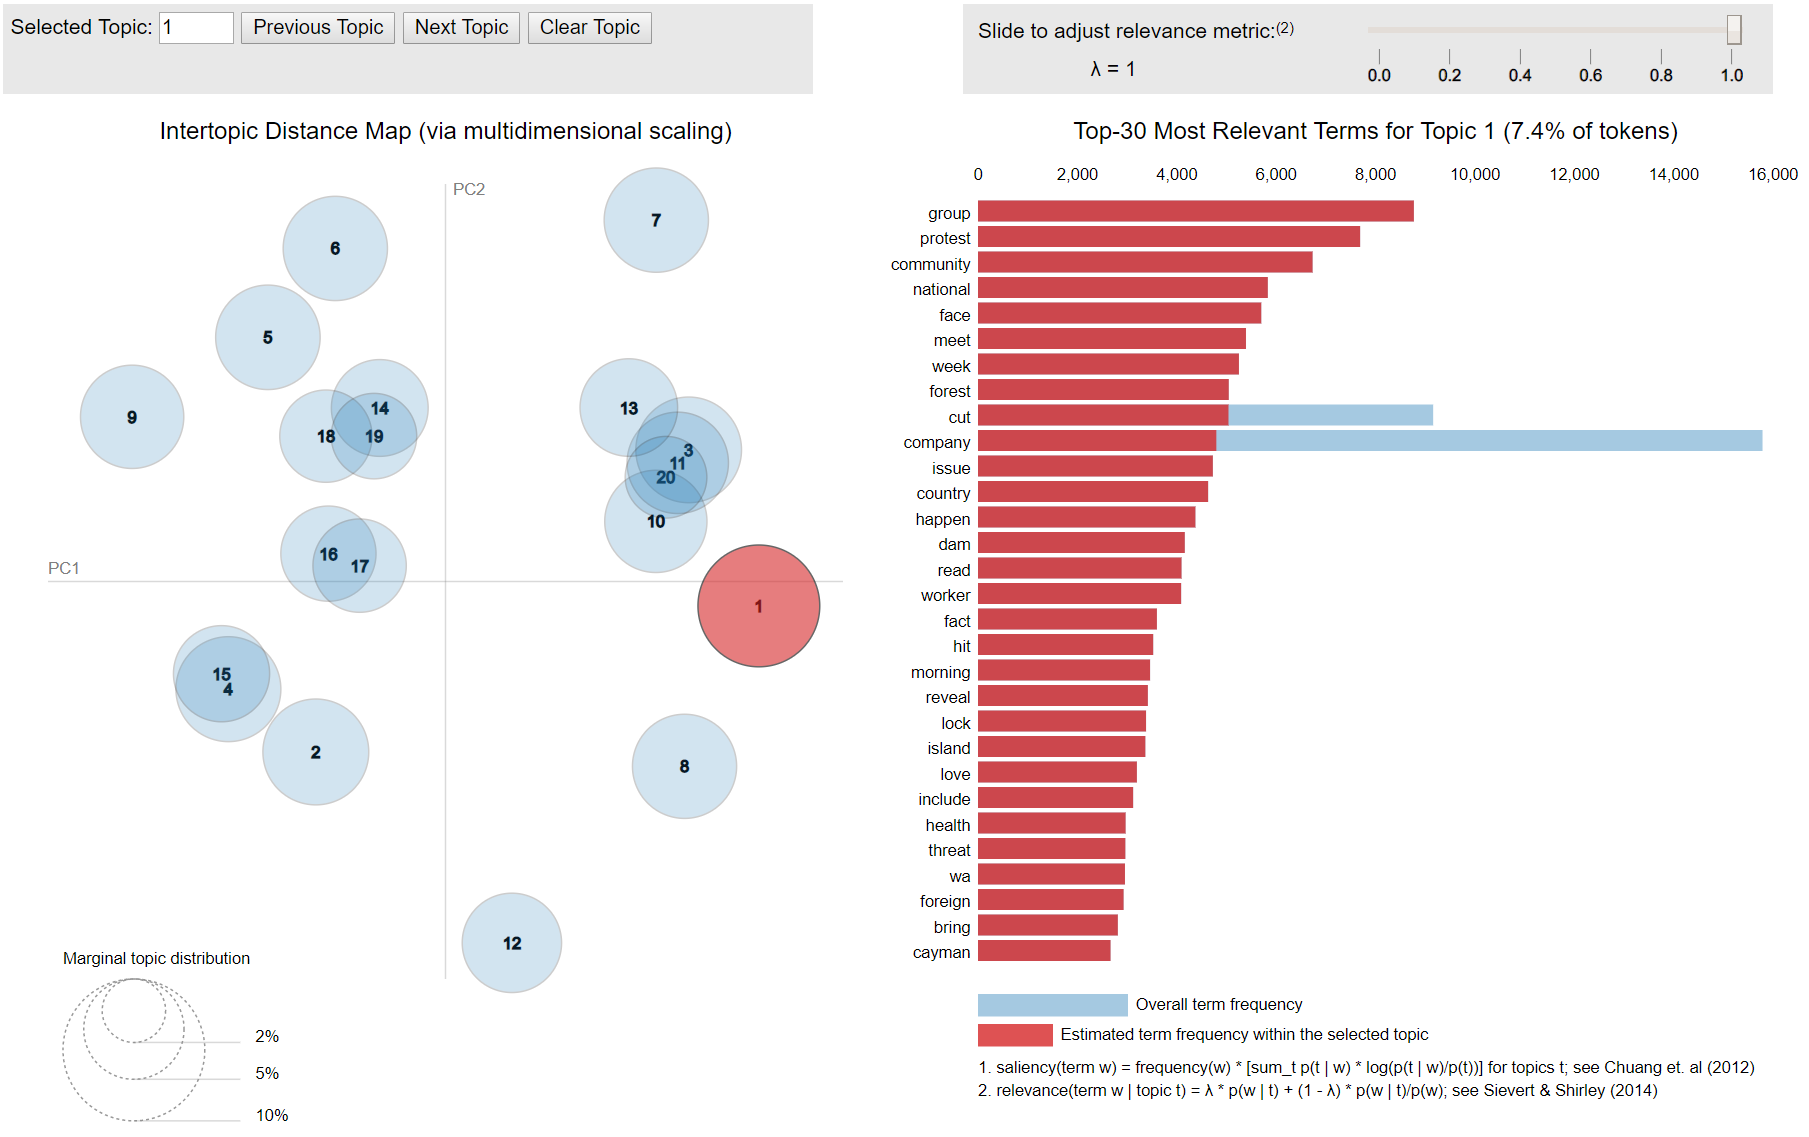 Selected Topic: 1 Previous Topic Next Topic Clear Topic
Slide to adjust relevance metric:(2)
λ = 1
0.0 0.2 0.4 0.6 0.8 1.0
Intertopic Distance Map (via multidimensional scaling)
PC2
PC1
7
6
5
9
14
18
19
13
3
11
20
10
16
17
1
15
4
2
8
12
Marginal topic distribution
2%
5%
10%
Top-30 Most Relevant Terms for Topic 1 (7.4% of tokens)
0 2,000 4,000 6,000 8,000 10,000 12,000 14,000 16,000
group
protest
community
national
face
meet
week
forest
cut
company
issue
country
happen
dam
read
worker
fact
hit
morning
reveal
lock
island
love
include
health
threat
wa
foreign
bring
cayman
Overall term frequency
Estimated term frequency within the selected topic
1. saliency(term w) = frequency(w) * [sum_t p(t | w) * log(p(t | w)/p(t))] for topics t; see Chuang et. al (2012)
2. relevance(term w | topic t) = λ * p(w | t) + (1 - λ) * p(w | t)/p(w); see Sievert & Shirley (2014)